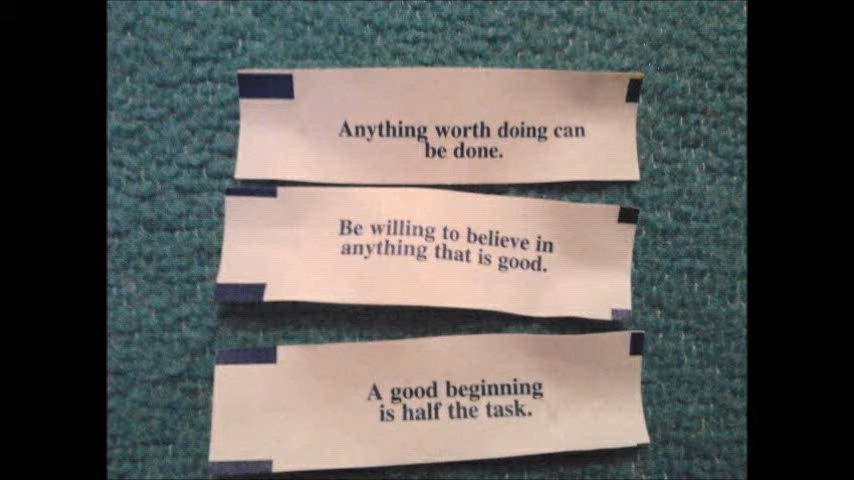 Anything worth doing can
be done.
Be willing to believe in
anything that is good.
A good beginning
is half the task.